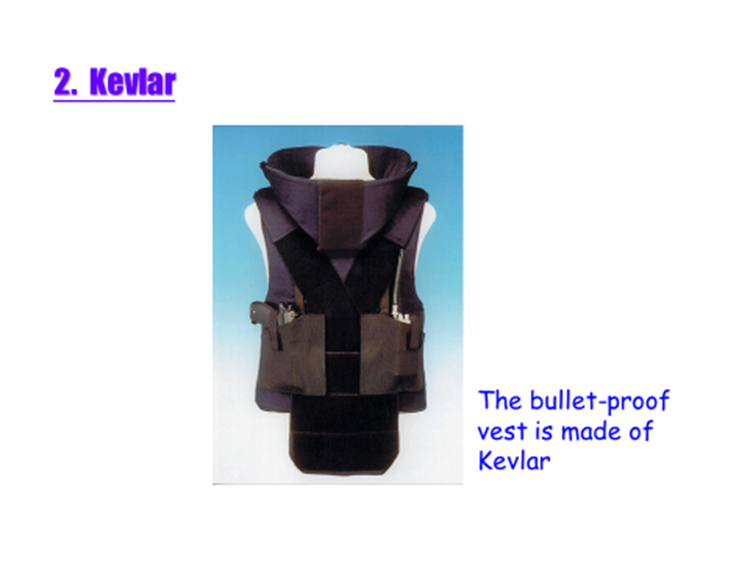 2. Kevlar
The bullet-proof
vest is made of
Kevlar